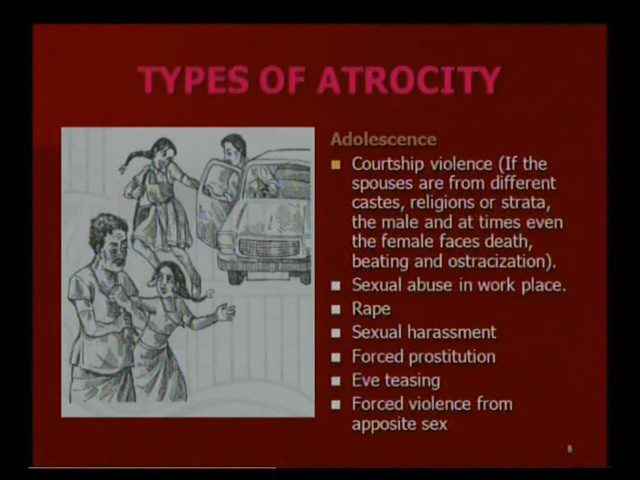 TYPES OF ATROCITY
Adolescence
Courtship violence (If the
spouses are from different
castes, religions or strata,
the male and at times even
the female faces death,
beating and ostracization).
Sexual abuse in work place.
Rape
Sexual harassment
Forced prostitution
Eve teasing
Forced violence from
apposite sex
8